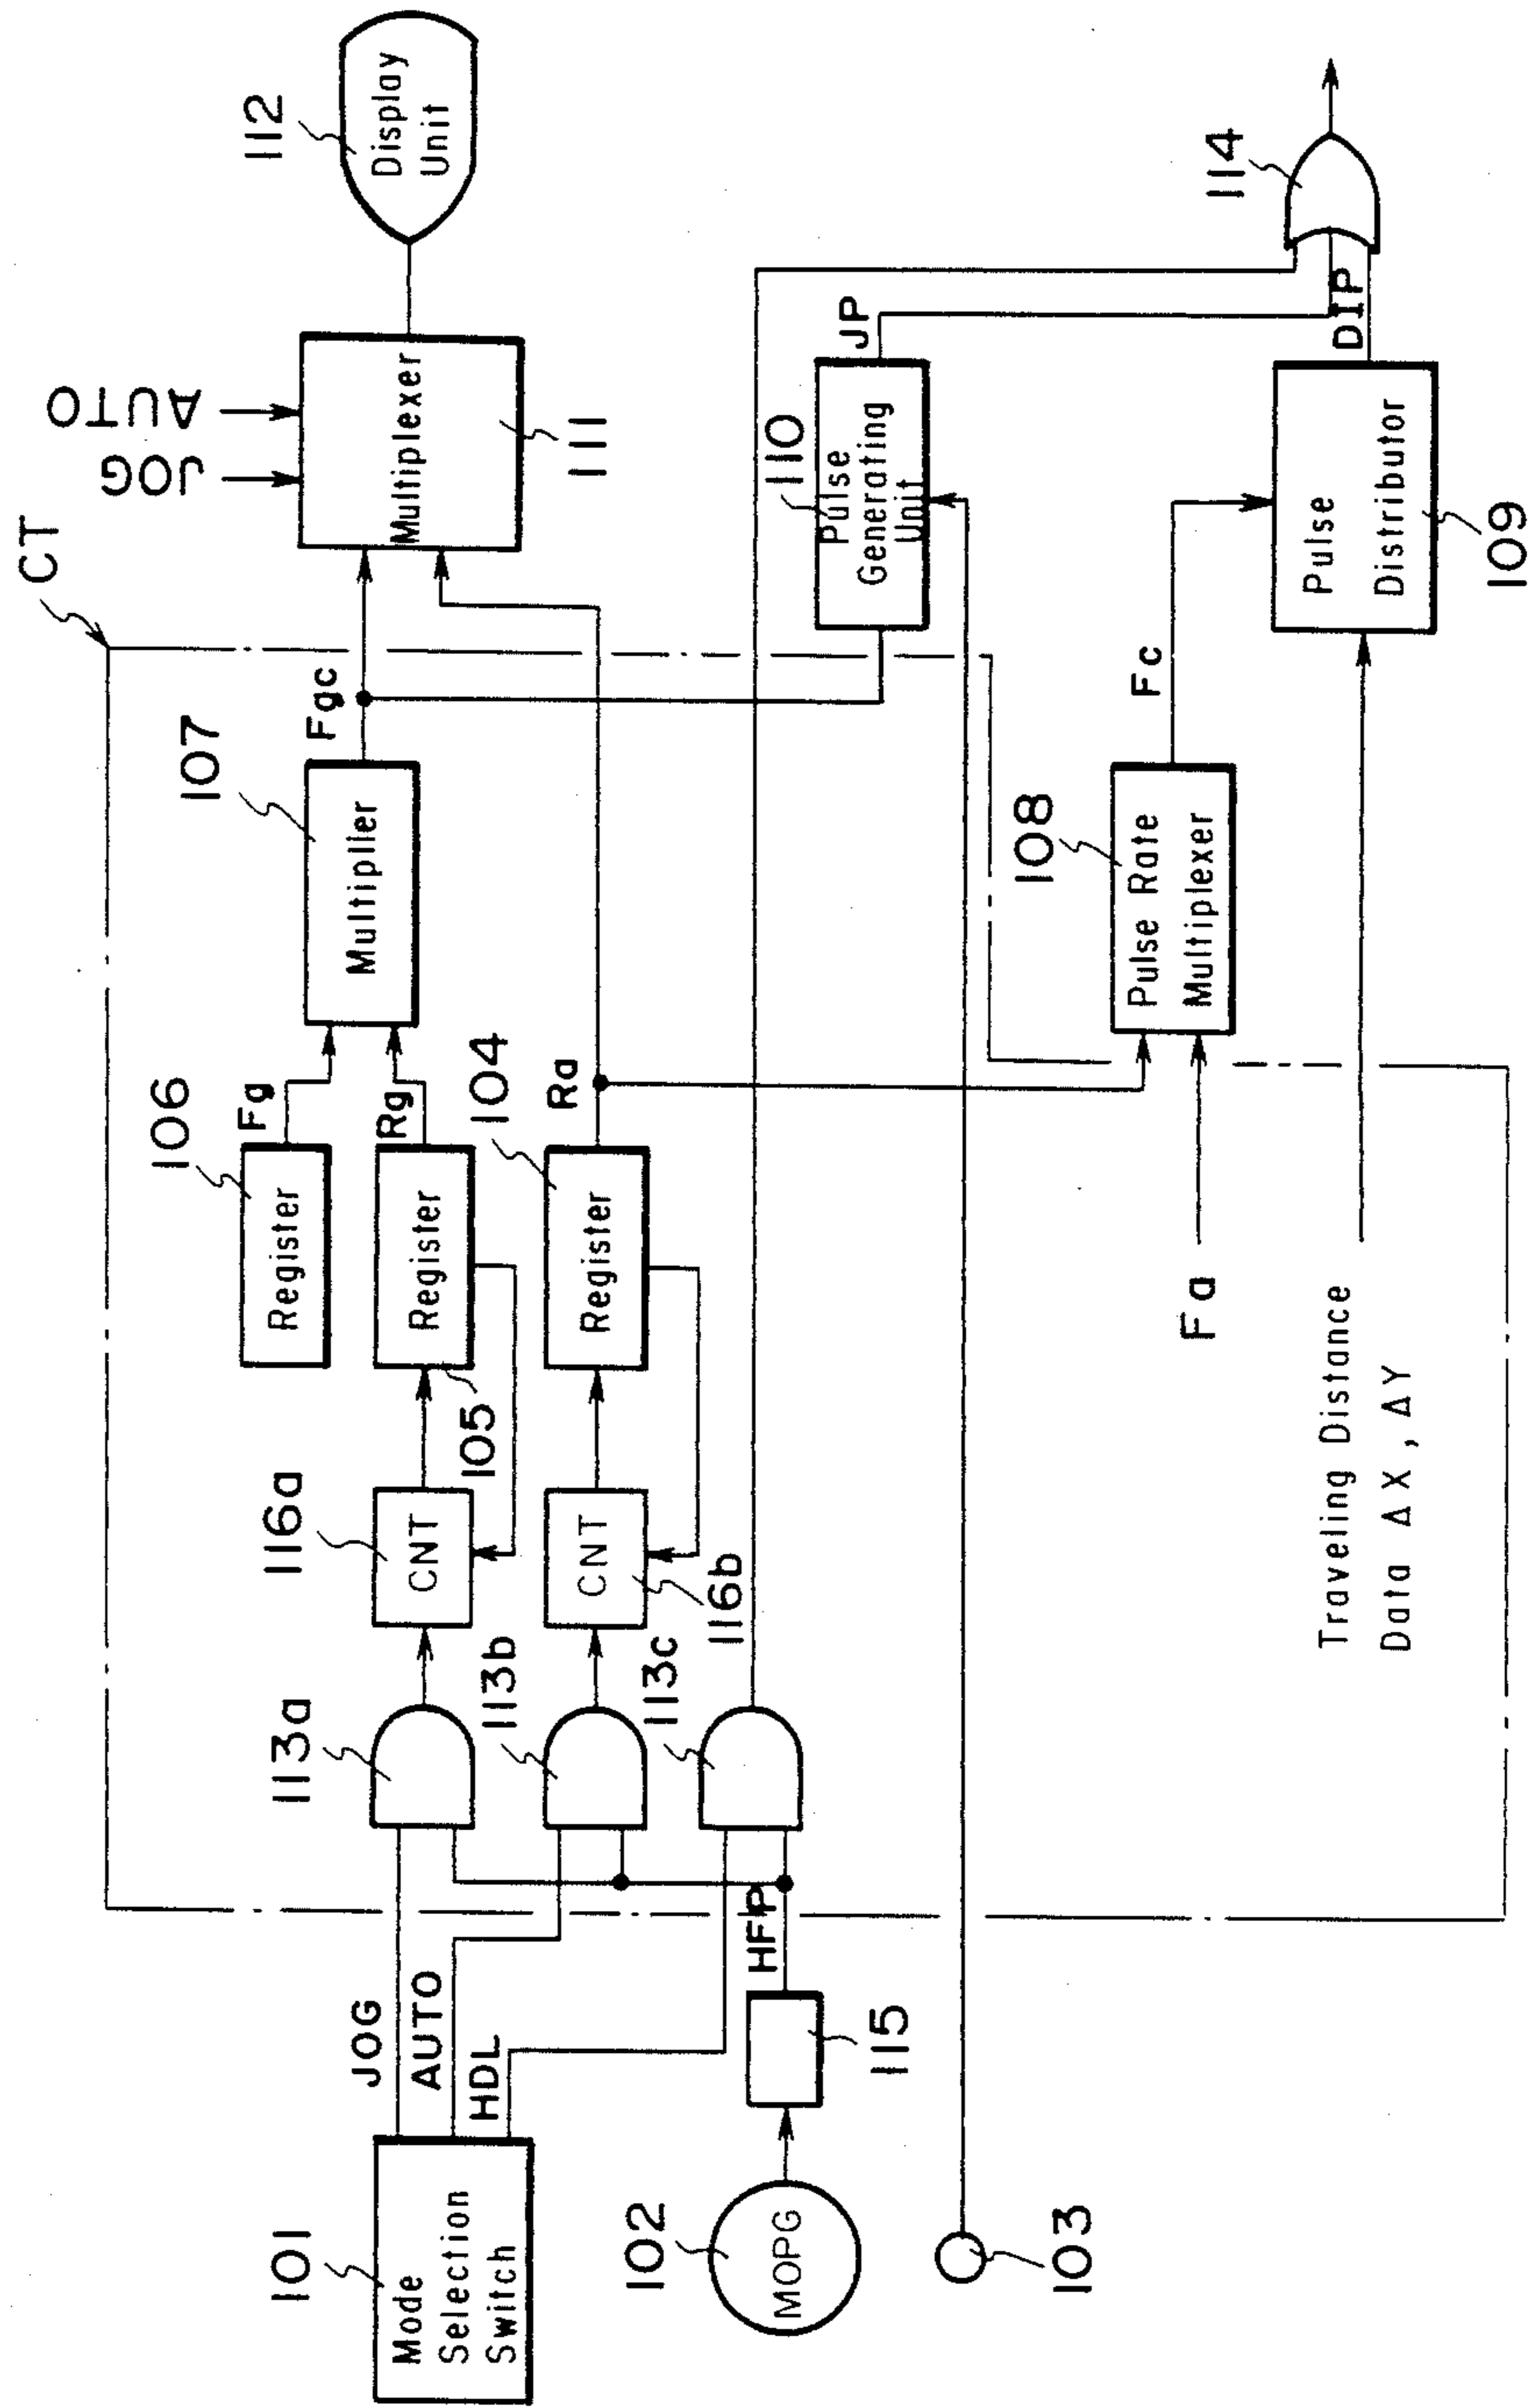 CT
JOG
AUTO
112
Display
Unit
Multiplexer
111
107
Multiplier
Fgc
106
Register
Fg
Register
Rg
105
116a
CNT
113a
JOG
AUTO
HDL
101
Mode
Selection
Switch
113b
CNT
116b
104
Register
Ra
113c
HFP
115
102
MOPG
103
110
Pulse
Generating
Unit
JP
114
DIP
108
Pulse Rate
Multiplexer
Fc
Fa
Pulse
Distributor
109
Traveling Distance
Data ΔX, ΔY